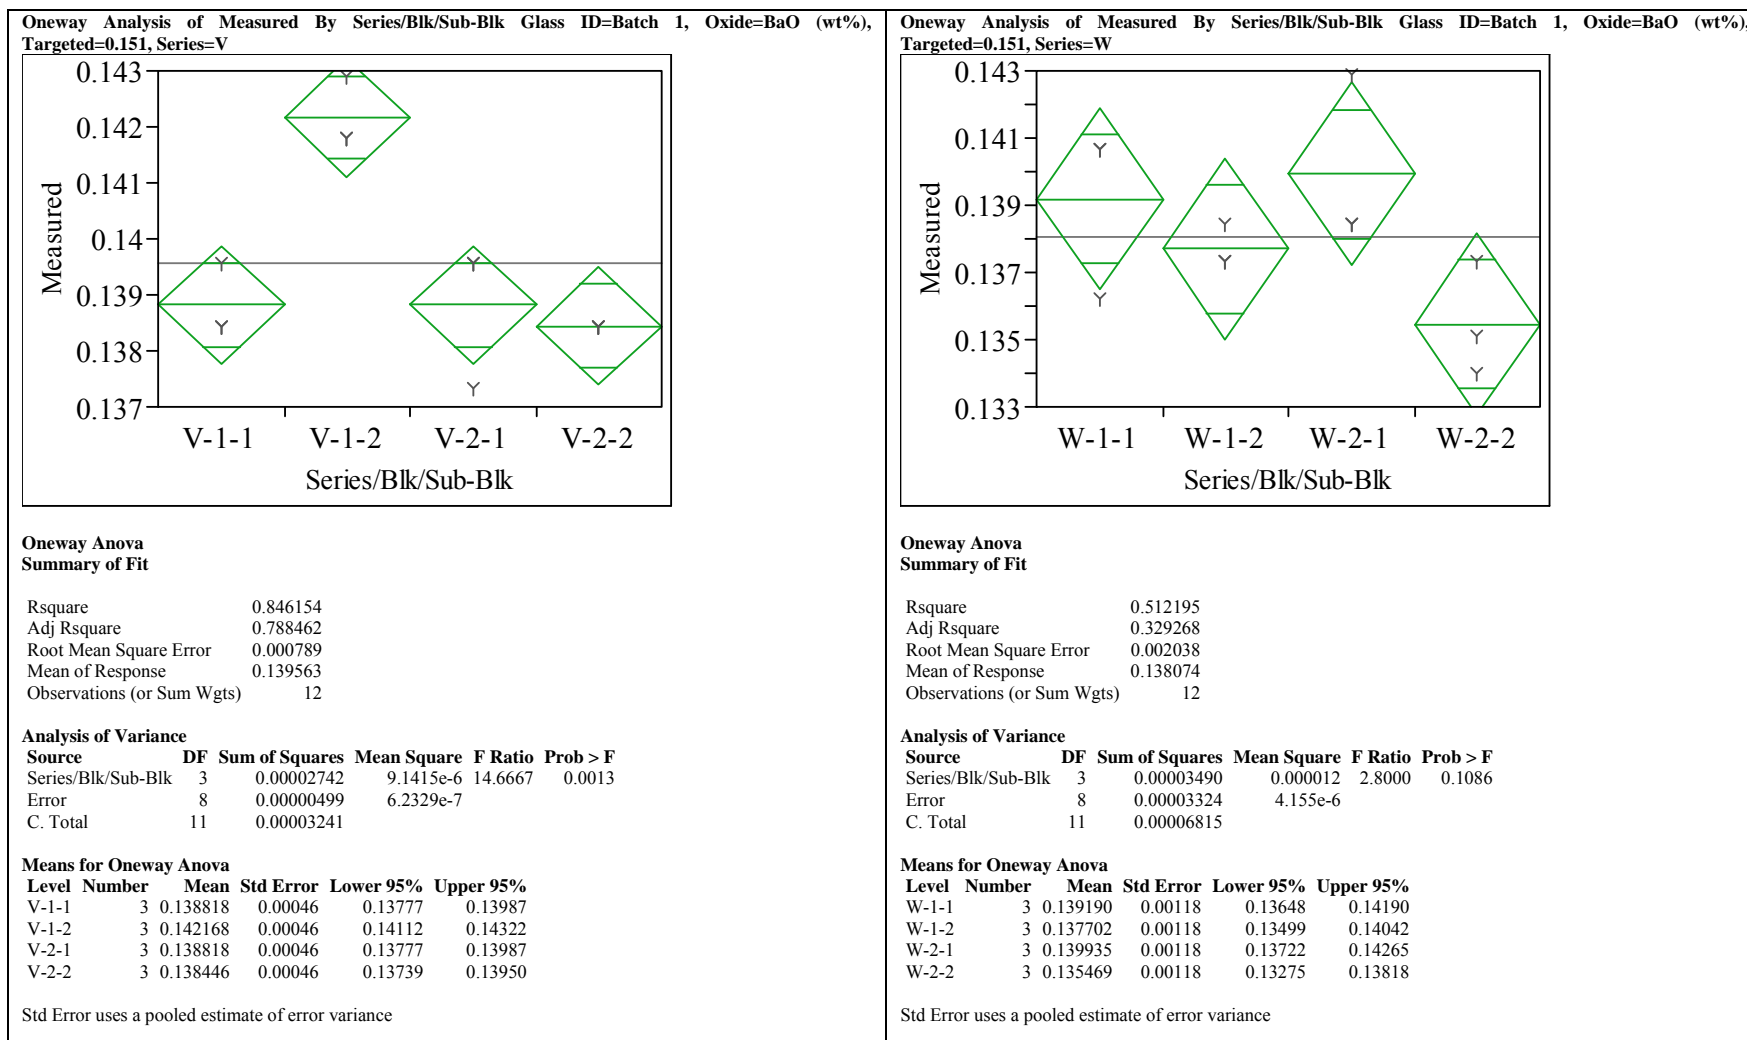 Oneway Analysis of Measured By Series/Blk/Sub-Blk Glass ID=Batch 1, Oxide=BaO (wt%),
Targeted=0.151, Series=V
0.143
0.142
0.141
0.14
0.139
0.138
0.137
Measured
V-1-1 V-1-2 V-2-1 V-2-2
Series/Blk/Sub-Blk
Oneway Anova
Summary of Fit
Rsquare 0.846154
Adj Rsquare 0.788462
Root Mean Square Error 0.000789
Mean of Response 0.139563
Observations (or Sum Wgts) 12
Analysis of Variance
Source DF Sum of Squares Mean Square F Ratio Prob > F
Series/Blk/Sub-Blk 3 0.00002742 9.1415e-6 14.6667 0.0013
Error 8 0.00000499 6.2329e-7
C. Total 11 0.00003241
Means for Oneway Anova
Level Number Mean Std Error Lower 95% Upper 95%
V-1-1 3 0.138818 0.00046 0.13777 0.13987
V-1-2 3 0.142168 0.00046 0.14112 0.14322
V-2-1 3 0.138818 0.00046 0.13777 0.13987
V-2-2 3 0.138446 0.00046 0.13739 0.13950
Std Error uses a pooled estimate of error variance
Oneway Analysis of Measured By Series/Blk/Sub-Blk Glass ID=Batch 1, Oxide=BaO (wt%),
Targeted=0.151, Series=W
0.143
0.141
0.139
0.137
0.135
0.133
Measured
W-1-1 W-1-2 W-2-1 W-2-2
Series/Blk/Sub-Blk
Oneway Anova
Summary of Fit
Rsquare 0.512195
Adj Rsquare 0.329268
Root Mean Square Error 0.002038
Mean of Response 0.138074
Observations (or Sum Wgts) 12
Analysis of Variance
Source DF Sum of Squares Mean Square F Ratio Prob > F
Series/Blk/Sub-Blk 3 0.00003490 0.000012 2.8000 0.1086
Error 8 0.00003324 4.155e-6
C. Total 11 0.00006815
Means for Oneway Anova
Level Number Mean Std Error Lower 95% Upper 95%
W-1-1 3 0.139190 0.00118 0.13648 0.14190
W-1-2 3 0.137702 0.00118 0.13499 0.14042
W-2-1 3 0.139935 0.00118 0.13722 0.14265
W-2-2 3 0.135469 0.00118 0.13275 0.13818
Std Error uses a pooled estimate of error variance